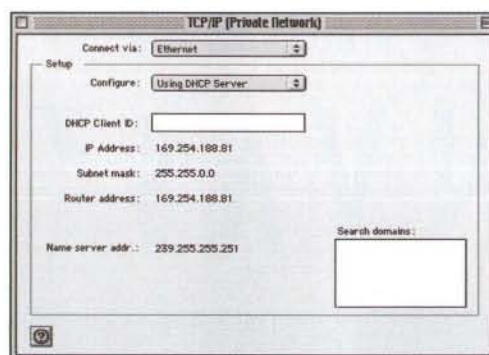 TCP/IP (Private Network)
Connect via: Ethernet
Setup
Configure: Using DHCP Server
DHCP Client ID:
IP Address: 169.254.188.81
Subnet mask: 255.255.0.0
Router address: 169.254.188.81
Search domains:
Name server addr.: 239.255.255.251
?